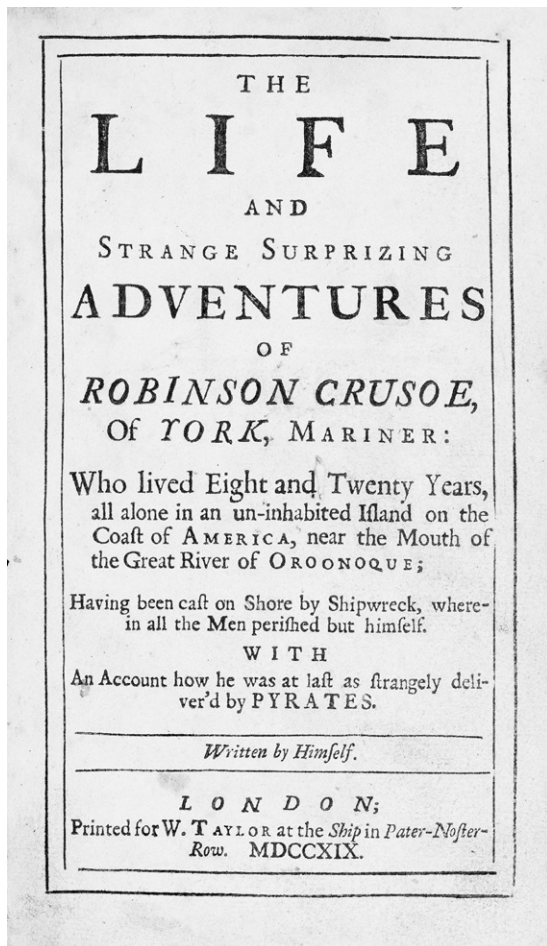 THE
LIFE
AND
STRANGE SURPRIZING
ADVENTURES
OF
ROBINSON CRUSOE,
Of YORK, MARINER:
Who lived Eight and Twenty Years,
all alone in an un-inhabited Iſland on the
Coaſt of AMERICA, near the Mouth of
the Great River of OROONOQUE;
Having been caſt on Shore by Shipwreck, where-
in all the Men periſhed but himſelf.
WITH
An Account how he was at laſt as ſtrangely deli-
ver'd by PYRATES.
Written by Himſelf.
LONDON;
Printed for W. TAYLOR at the Ship in Pater-Noſter-
Row. MDCCXIX.